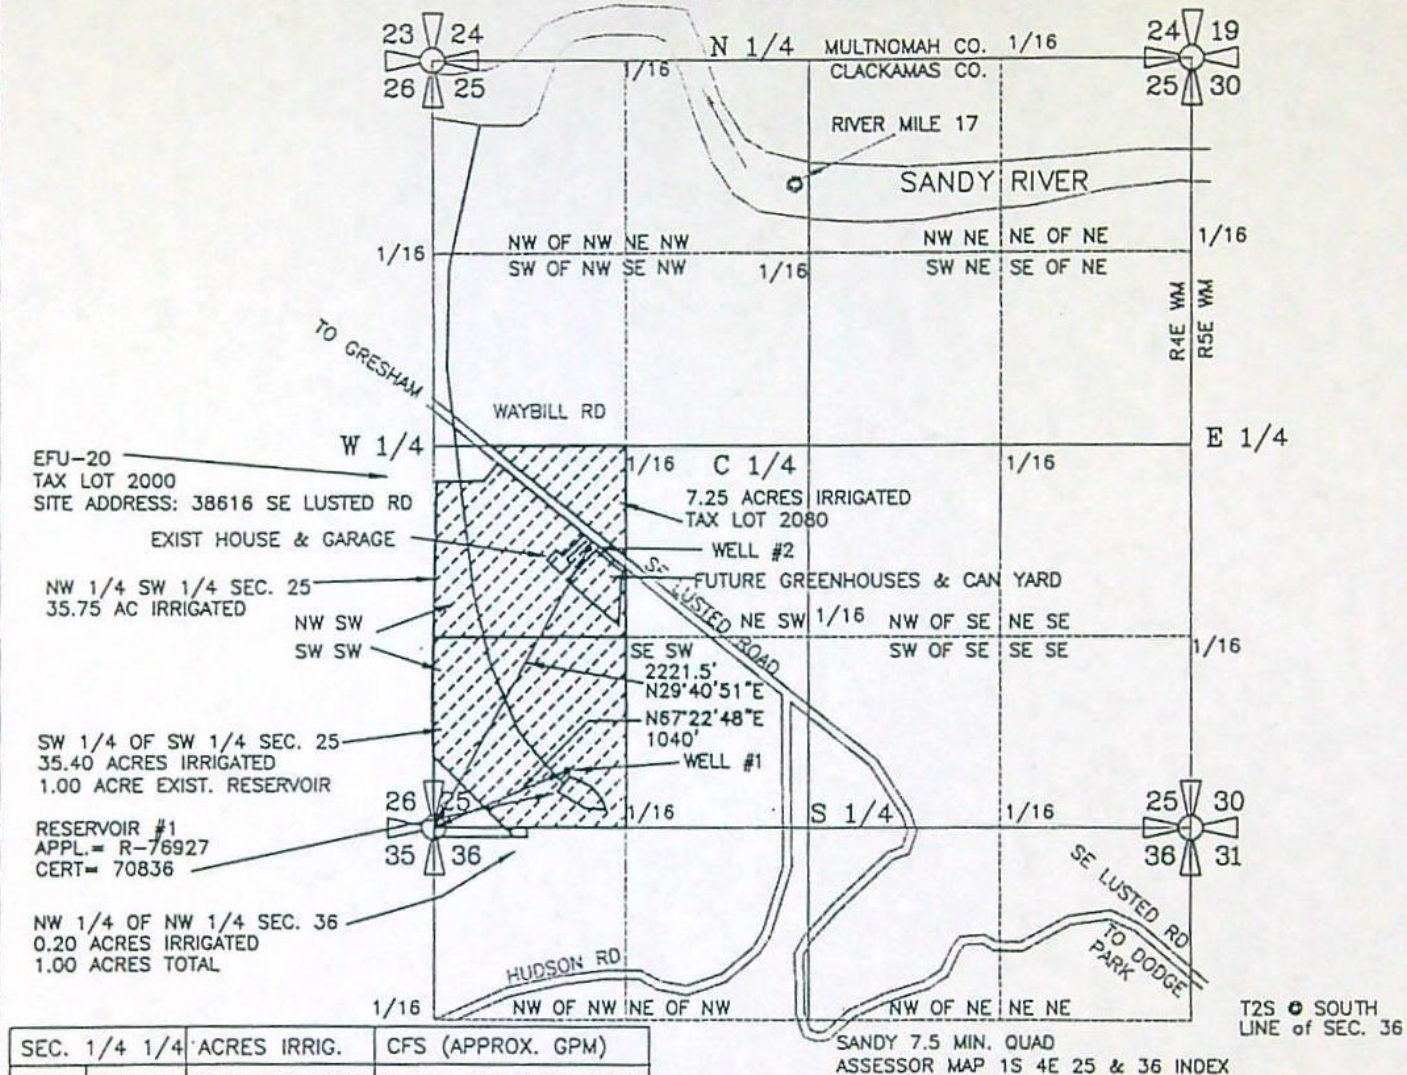 23 24
26 25
N 1/4
MULTNOMAH CO. 1/16
CLACKAMAS CO.
1/16
24 19
25 30
RIVER MILE 17
SANDY RIVER
1/16
NW OF NW NE NW
SW OF NW SE NW
1/16
NW NE NE OF NE
SW NE SE OF NE
1/16
R4E WM
R5E WM
TO GRESHAM
WAYBILL RD
W 1/4
1/16
C 1/4
1/16
E 1/4
EFU-20
TAX LOT 2000
SITE ADDRESS: 38616 SE LUSTED RD
7.25 ACRES IRRIGATED
TAX LOT 2080
EXIST HOUSE & GARAGE
WELL #2
FUTURE GREENHOUSES & CAN YARD
SE LUSTED ROAD
NW 1/4 SW 1/4 SEC. 25
35.75 AC IRRIGATED
NW SW
SW SW
NE SW 1/16 NW OF SE NE SE
SW OF SE SE SE
1/16
SE SW
2221.5'
N29°40'51"E
N67°22'48"E
1040'
WELL #1
SW 1/4 OF SW 1/4 SEC. 25
35.40 ACRES IRRIGATED
1.00 ACRE EXIST. RESERVOIR
26 25
35 36
1/16
S 1/4
1/16
25 30
36 31
RESERVOIR #1
APPL.= R-76927
CERT= 70836
NW 1/4 OF NW 1/4 SEC. 36
0.20 ACRES IRRIGATED
1.00 ACRES TOTAL
SE LUSTED RD
TO DODGE
PARK
HUDSON RD
1/16
NW OF NW NE OF NW
NW OF NE NE NE
T2S @ SOUTH
LINE of SEC. 36
SANDY 7.5 MIN. QUAD
ASSESSOR MAP 1S 4E 25 & 36 INDEX
SEC. 1/4 1/4 ACRES IRRIG. CFS (APPROX. GPM)